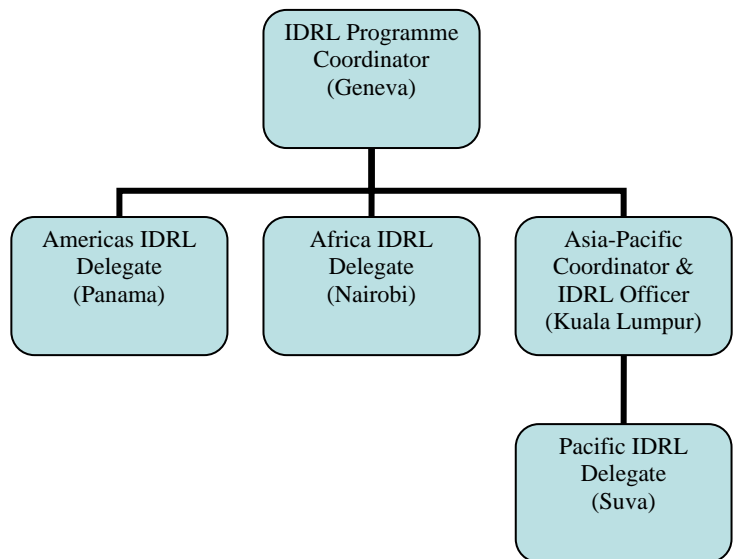 IDRL Programme
Coordinator
(Geneva)
Americas IDRL
Delegate
(Panama)
Africa IDRL
Delegate
(Nairobi)
Asia-Pacific
Coordinator &
IDRL Officer
(Kuala Lumpur)
Pacific IDRL
Delegate
(Suva)